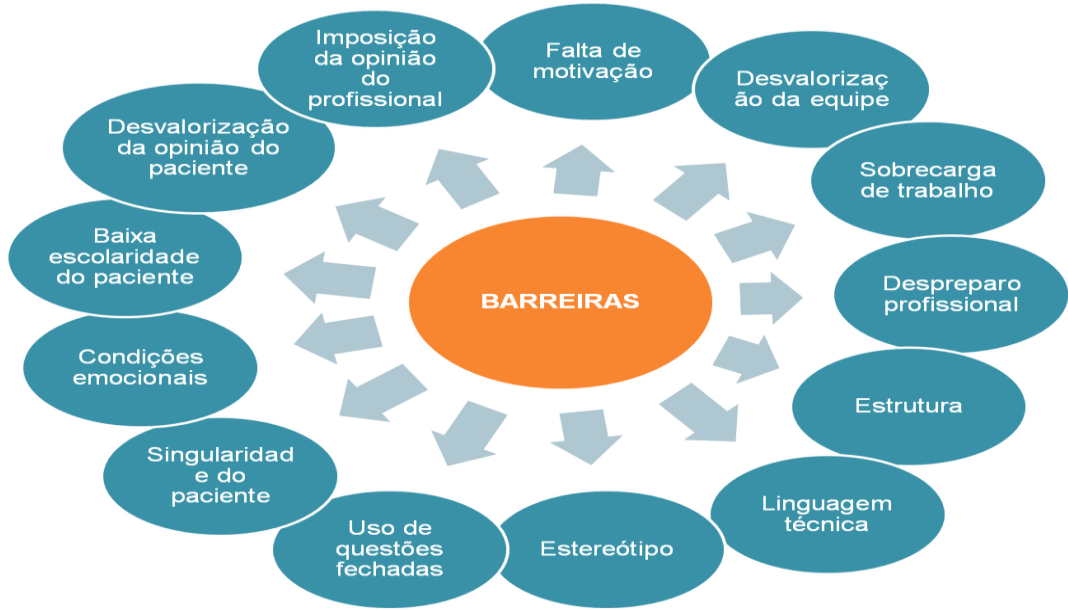 Falta de
motivação
Desvalorizaç
ão da equipe
Sobrecarga
de trabalho
Despreparo
profissional
Estrutura
Linguagem
técnica
Estereótipo
Uso de
questões
fechadas
Singularidad
e do
paciente
Condições
emocionais
Baixa
escolaridade
do paciente
Desvalorização
da opinião do
paciente
Imposição
da opinião
do
profissional
BARREIRAS